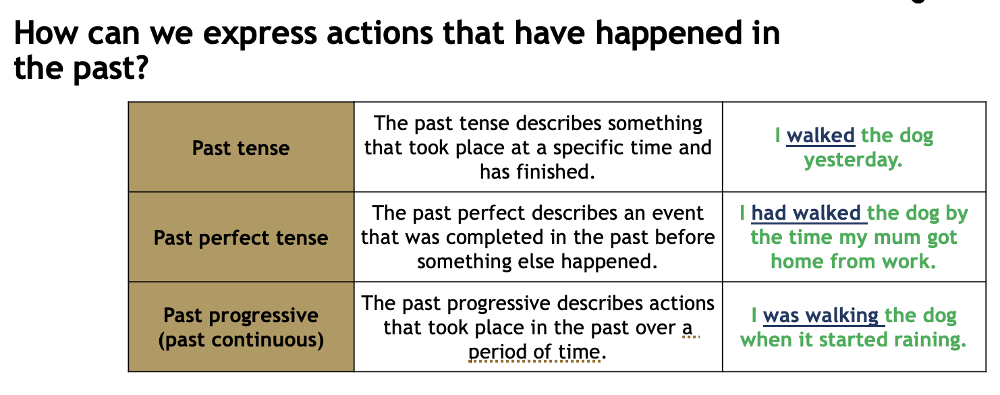 How can we express actions that have happened in
the past?
Past tense
The past tense describes something
that took place at a specific time and
has finished.
I walked the dog
yesterday.
Past perfect tense
The past perfect describes an event
that was completed in the past before
something else happened.
I had walked the dog by
the time my mum got
home from work.
Past progressive
(past continuous)
The past progressive describes actions
that took place in the past over a
period of time.
I was walking the dog
when it started raining.